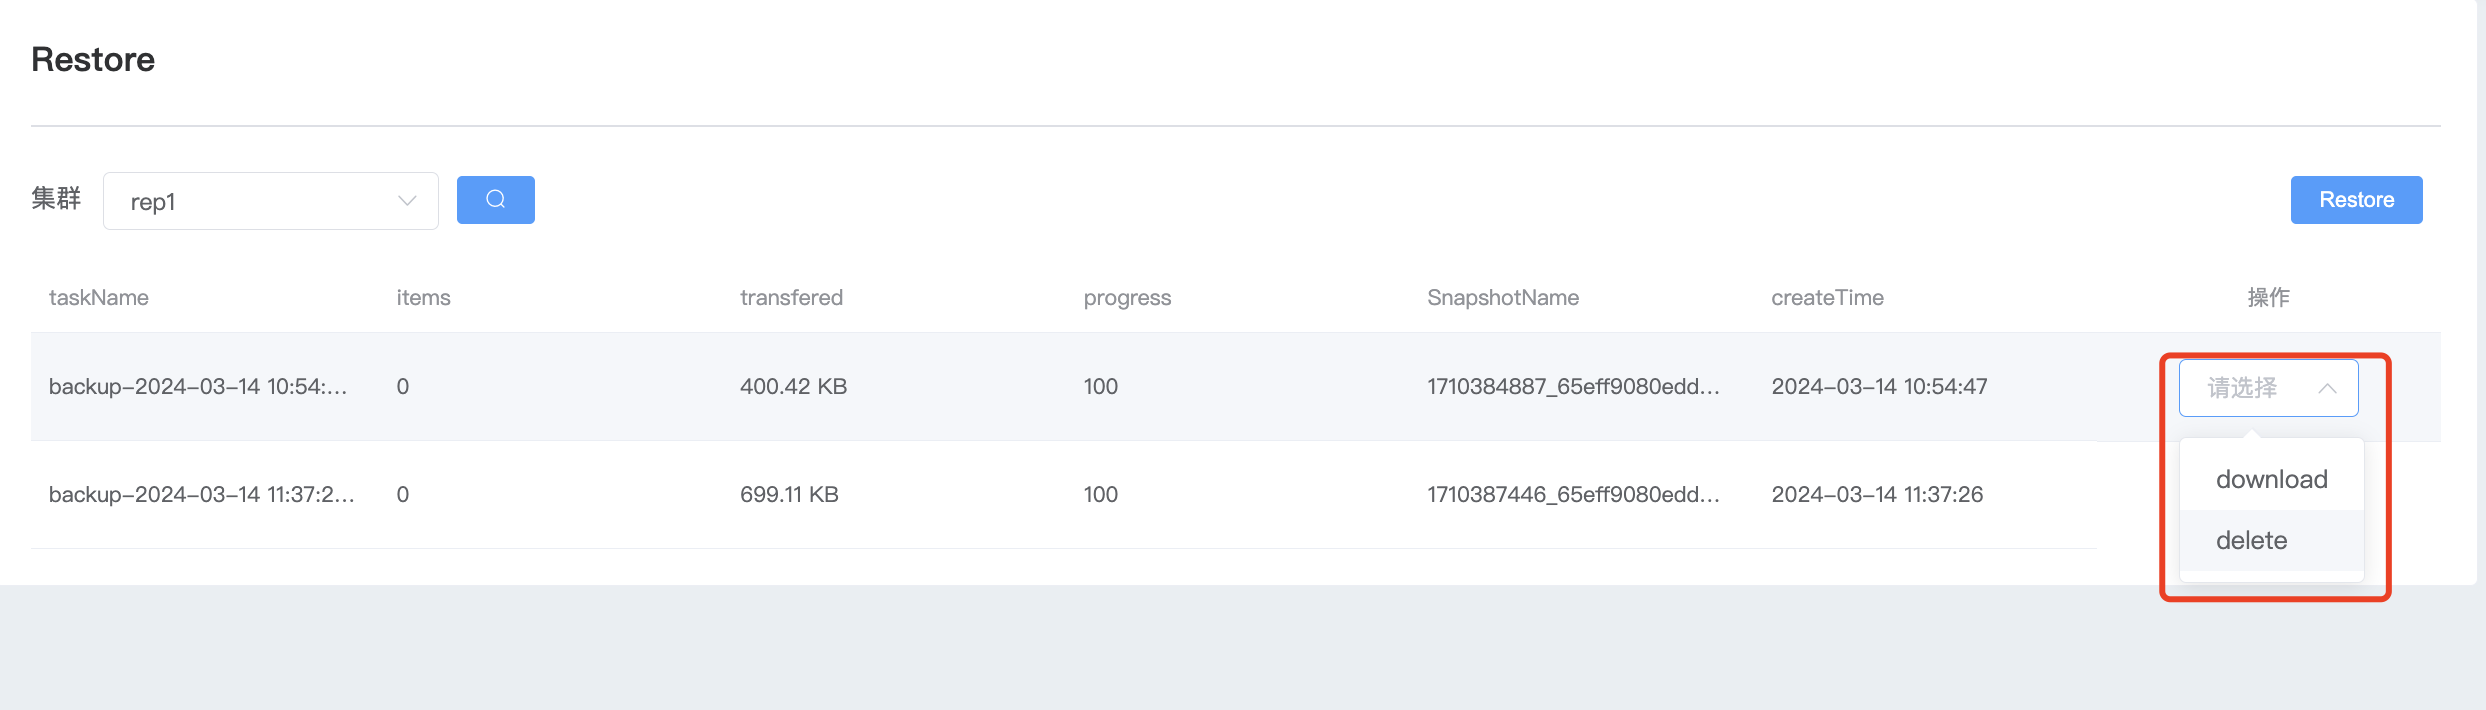 Restore
集群 rep1 Restore
taskName items transfered progress SnapshotName createTime 操作
backup-2024-03-14 10:54:... 0 400.42 KB 100 1710384887_65eff9080edd... 2024-03-14 10:54:47 请选择
download
backup-2024-03-14 11:37:2... 0 699.11 KB 100 1710387446_65eff9080edd... 2024-03-14 11:37:26
delete